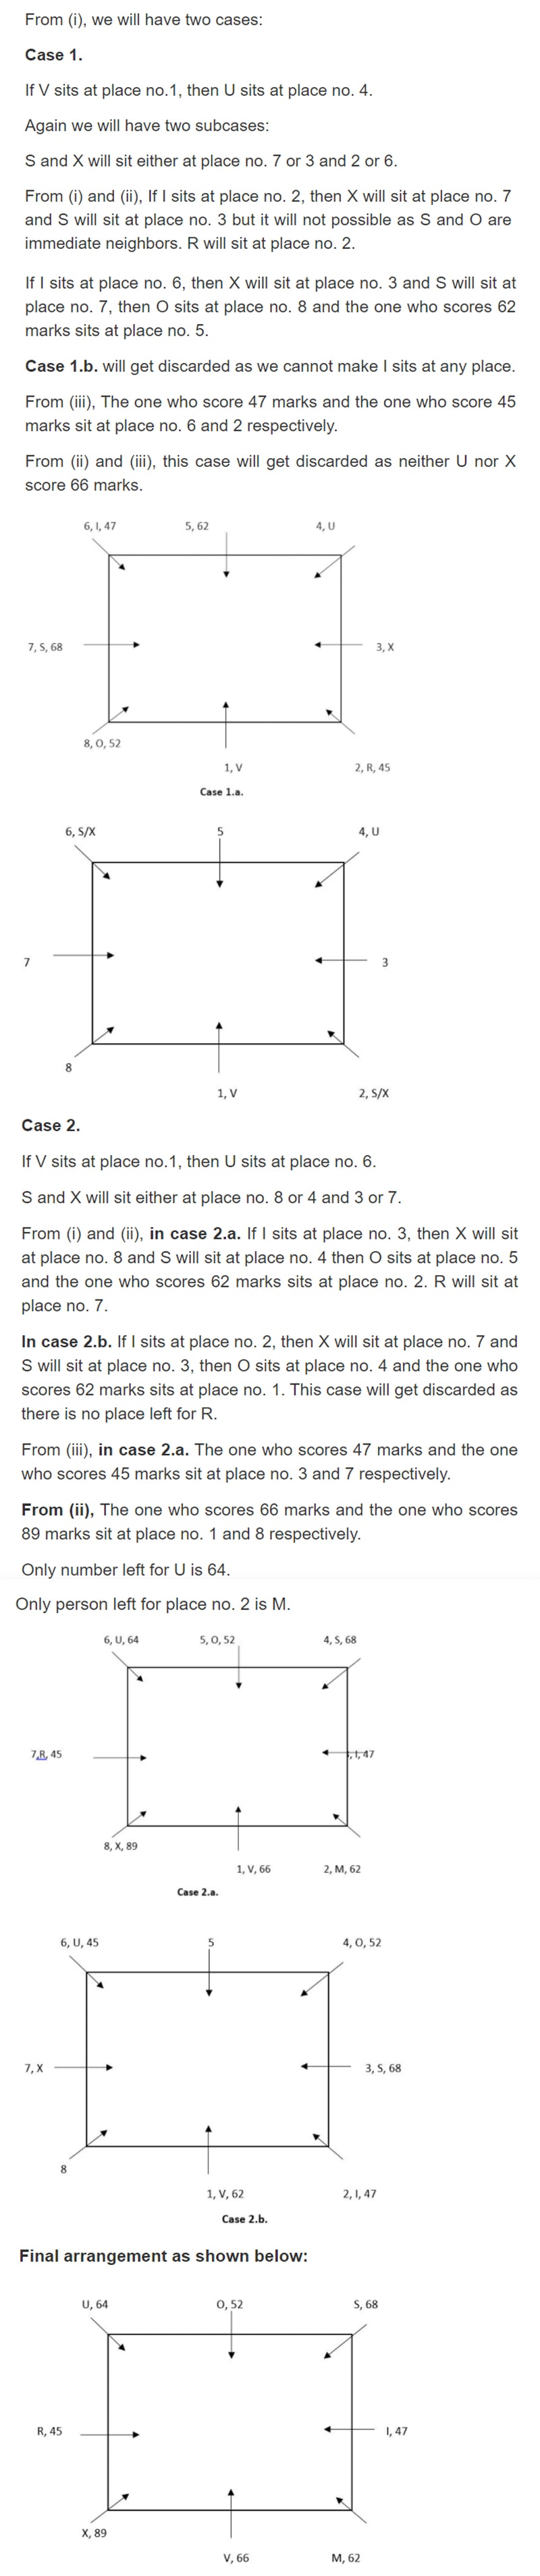 From (i), we will have two cases:
Case 1.
If V sits at place no.1, then U sits at place no. 4.
Again we will have two subcases:
S and X will sit either at place no. 7 or 3 and 2 or 6.
From (i) and (ii), If I sits at place no. 2, then X will sit at place no. 7
and S will sit at place no. 3 but it will not possible as S and O are
immediate neighbors. R will sit at place no. 2.
If I sits at place no. 6, then X will sit at place no. 3 and S will sit at
place no. 7, then O sits at place no. 8 and the one who scores 62
marks sits at place no. 5.
Case 1.b. will get discarded as we cannot make I sits at any place.
From (iii), The one who score 47 marks and the one who score 45
marks sit at place no. 6 and 2 respectively.
From (ii) and (iii), this case will get discarded as neither U nor X
score 66 marks.
6, I, 47 5, 62 4, U
7, S, 68 3, X
8, O, 52
1, V 2, R, 45
Case 1.a.
6, S/X 5 4, U
7 3
8
1, V 2, S/X
Case 2.
If V sits at place no.1, then U sits at place no. 6.
S and X will sit either at place no. 8 or 4 and 3 or 7.
From (i) and (ii), in case 2.a. If I sits at place no. 3, then X will sit
at place no. 8 and S will sit at place no. 4 then O sits at place no. 5
and the one who scores 62 marks sits at place no. 2. R will sit at
place no. 7.
In case 2.b. If I sits at place no. 2, then X will sit at place no. 7 and
S will sit at place no. 3, then O sits at place no. 4 and the one who
scores 62 marks sits at place no. 1. This case will get discarded as
there is no place left for R.
From (iii), in case 2.a. The one who scores 47 marks and the one
who scores 45 marks sit at place no. 3 and 7 respectively.
From (ii), The one who scores 66 marks and the one who scores
89 marks sit at place no. 1 and 8 respectively.
Only number left for U is 64.
Only person left for place no. 2 is M.
6, U, 64 5, O, 52 4, S, 68
7,R, 45 , I, 47
8, X, 89
1, V, 66 2, M, 62
Case 2.a.
6, U, 45 5 4, O, 52
7, X 3, S, 68
8
1, V, 62 2, I, 47
Case 2.b.
Final arrangement as shown below:
U, 64 O, 52 S, 68
R, 45 I, 47
X, 89
V, 66 M, 62